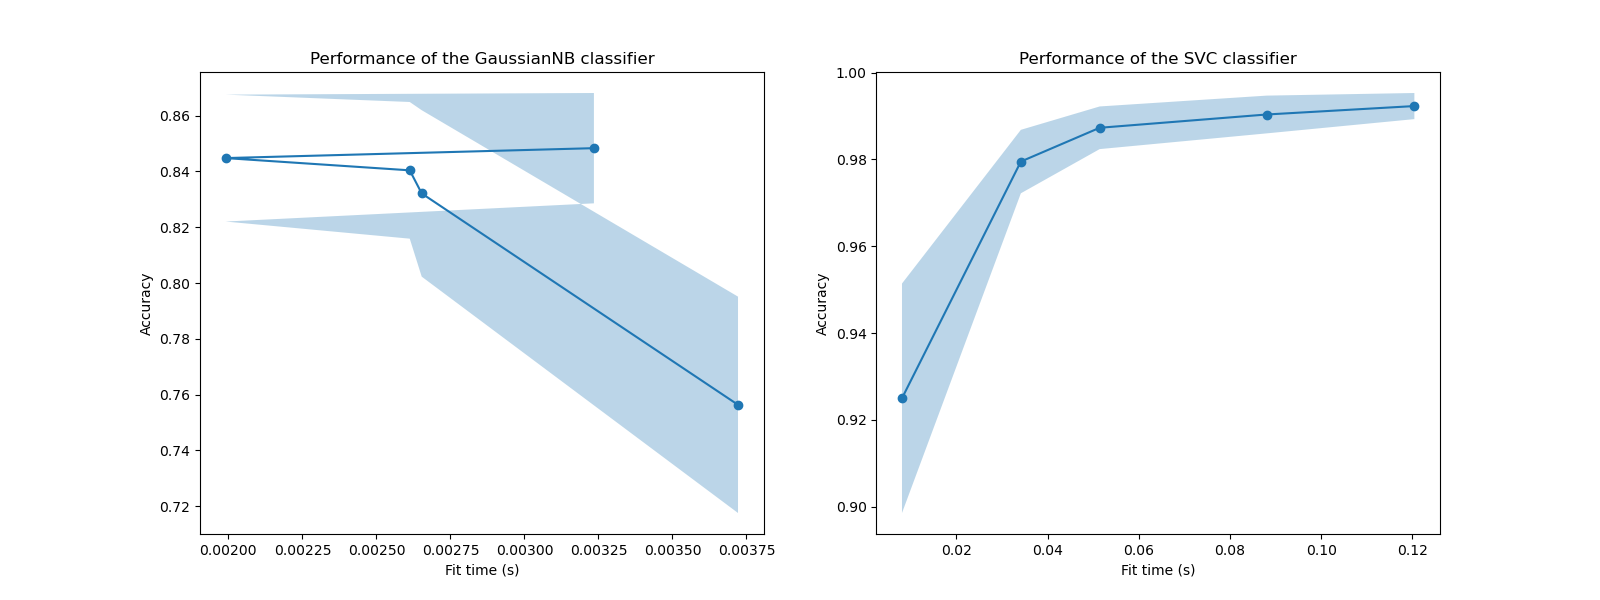 Performance of the GaussianNB classifier
0.86
0.84
0.82
0.80
0.78
0.76
0.74
0.72
Accuracy
0.00200 0.00225 0.00250 0.00275 0.00300 0.00325 0.00350 0.00375
Fit time (s)
Performance of the SVC classifier
1.00
0.98
0.96
0.94
0.92
0.90
Accuracy
0.02 0.04 0.06 0.08 0.10 0.12
Fit time (s)